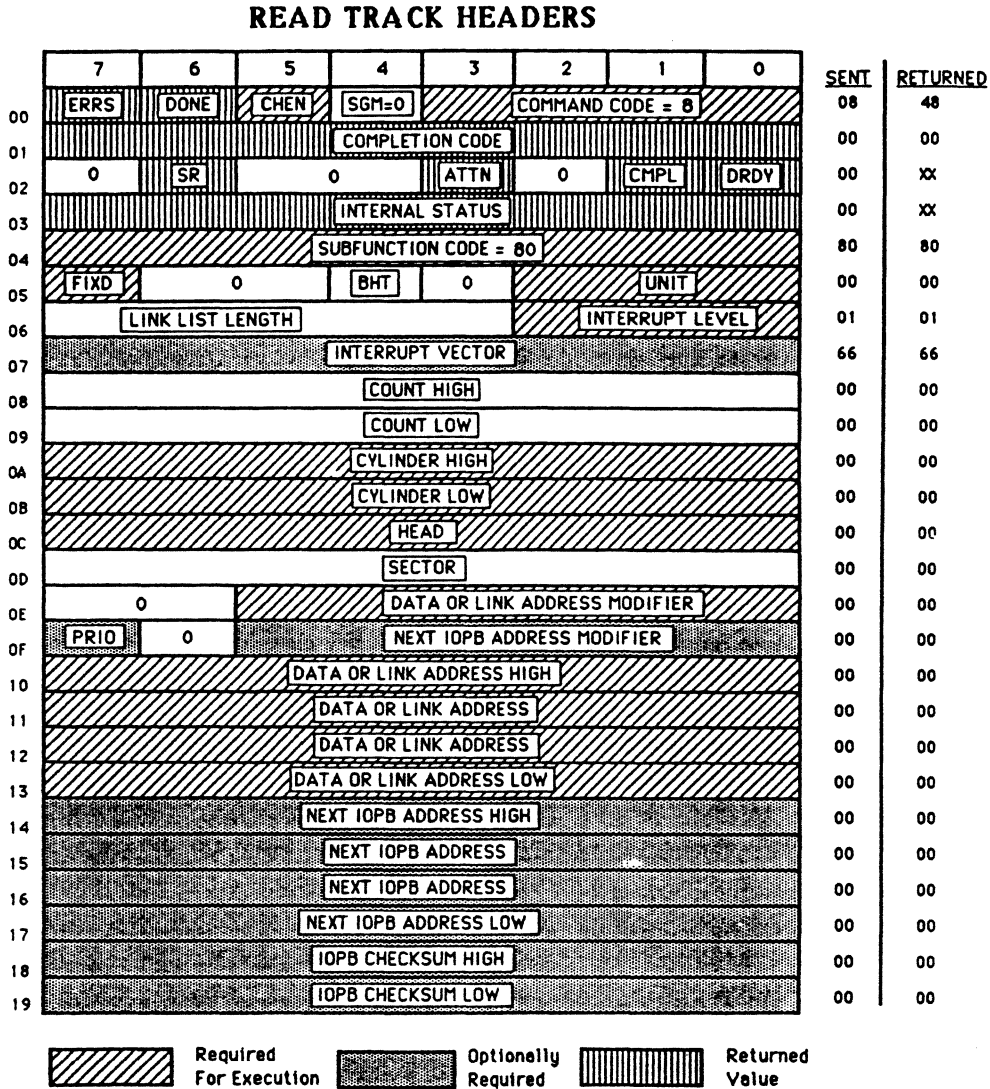 READ TRACK HEADERS
7 6 5 4 3 2 1 0 SENT RETURNED
00 ERRS DONE CHEN SGM=0 COMMAND CODE = 8 08 48
01 COMPLETION CODE 00 00
02 0 SR 0 ATTN 0 CMPL DRDY 00 XX
03 INTERNAL STATUS 00 XX
04 SUBFUNCTION CODE = 80 80 80
05 FIXD 0 BHT 0 UNIT 00 00
06 LINK LIST LENGTH INTERRUPT LEVEL 01 01
07 INTERRUPT VECTOR 66 66
08 COUNT HIGH 00 00
09 COUNT LOW 00 00
0A CYLINDER HIGH 00 00
0B CYLINDER LOW 00 00
0C HEAD 00 00
0D SECTOR 00 00
0E 0 DATA OR LINK ADDRESS MODIFIER 00 00
0F PRIO 0 NEXT IOPB ADDRESS MODIFIER 00 00
10 DATA OR LINK ADDRESS HIGH 00 00
11 DATA OR LINK ADDRESS 00 00
12 DATA OR LINK ADDRESS 00 00
13 DATA OR LINK ADDRESS LOW 00 00
14 NEXT IOPB ADDRESS HIGH 00 00
15 NEXT IOPB ADDRESS 00 00
16 NEXT IOPB ADDRESS 00 00
17 NEXT IOPB ADDRESS LOW 00 00
18 IOPB CHECKSUM HIGH 00 00
19 IOPB CHECKSUM LOW 00 00
Required For Execution
Optionally Required
Returned Value